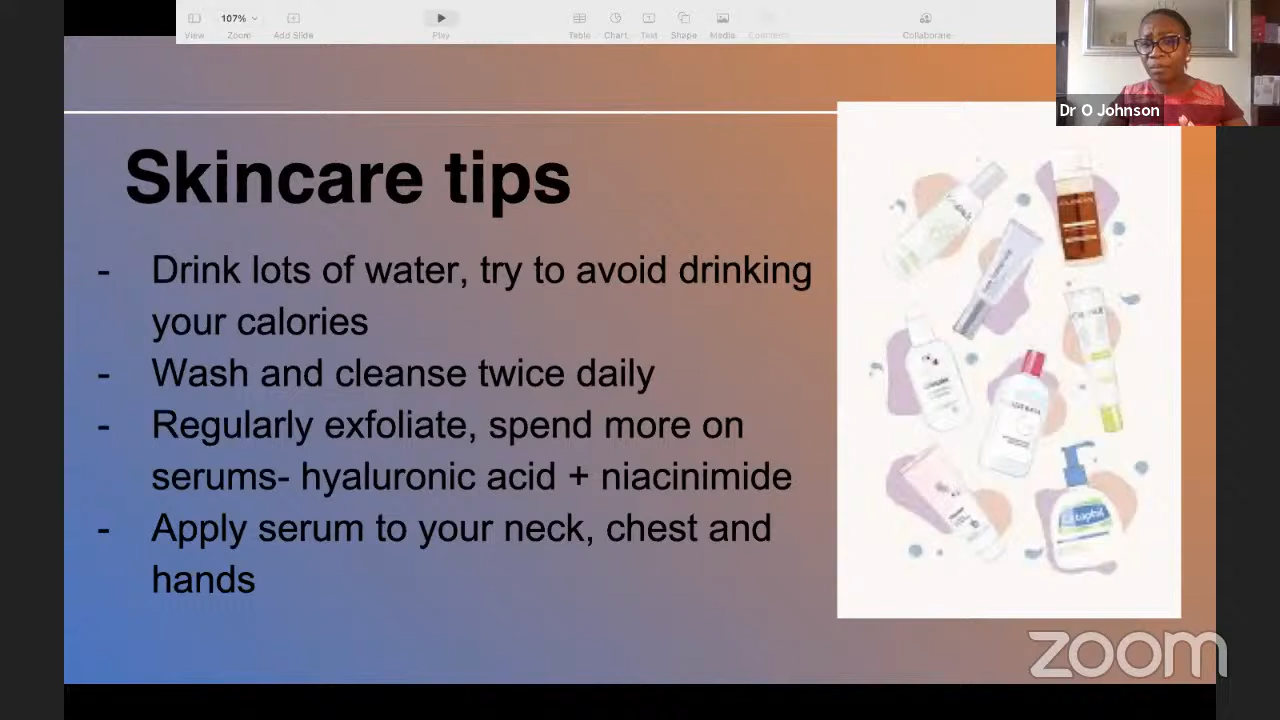 107%
View
Zoom
Add Slide
Play
Table
Chart
Text
Shape
Media
Comment
Collaborate
Dr O Johnson
Skincare tips
- Drink lots of water, try to avoid drinking
your calories
- Wash and cleanse twice daily
- Regularly exfoliate, spend more on
serums- hyaluronic acid + niacinimide
- Apply serum to your neck, chest and
hands
Cetaphil
zoom